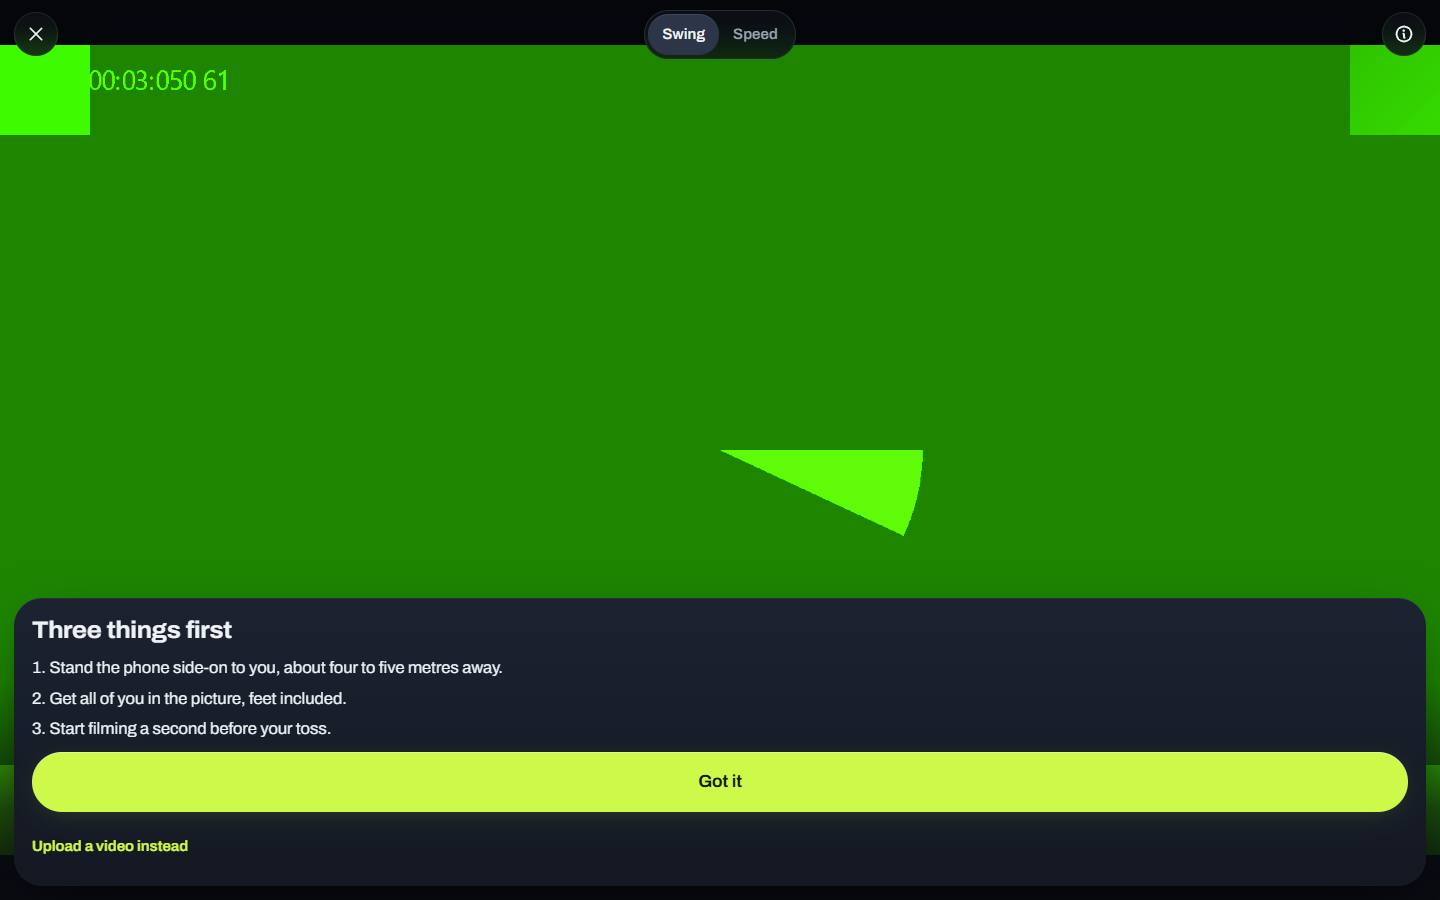 Swing Speed
00:03:050 61
Three things first
1. Stand the phone side-on to you, about four to five metres away.
2. Get all of you in the picture, feet included.
3. Start filming a second before your toss.
Got it
Upload a video instead